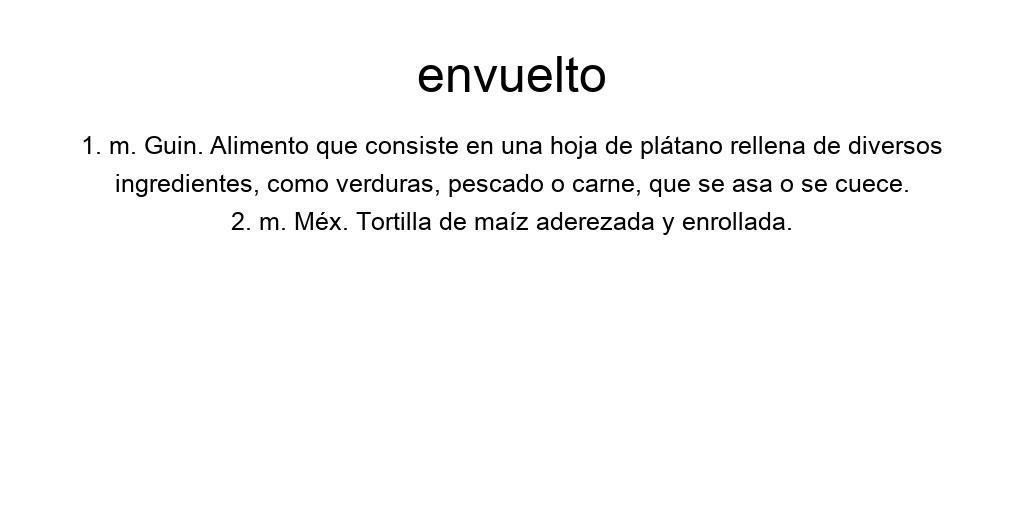 envuelto
1. m. Guin. Alimento que consiste en una hoja de plátano rellena de diversos
ingredientes, como verduras, pescado o carne, que se asa o se cuece.
2. m. Méx. Tortilla de maíz aderezada y enrollada.